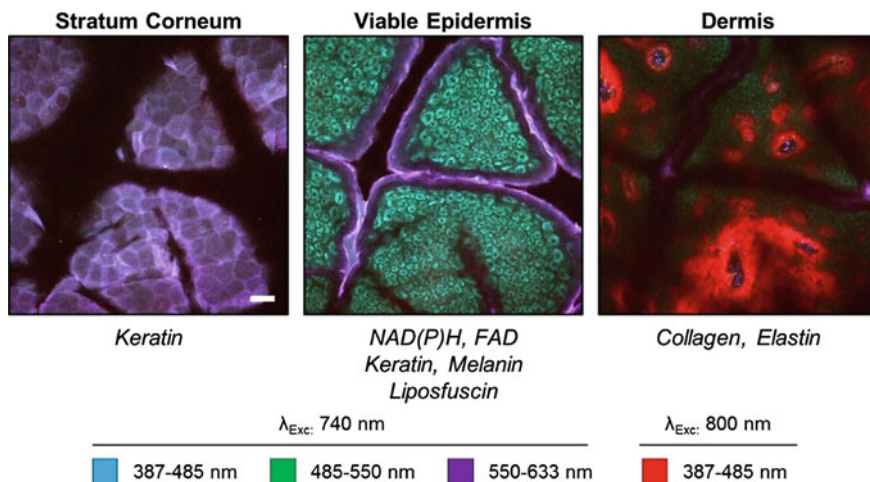 Stratum Corneum Viable Epidermis Dermis
Keratin NAD(P)H, FAD Collagen, Elastin
Keratin, Melanin
Liposfuscin
λExc: 740 nm λExc: 800 nm
387-485 nm 485-550 nm 550-633 nm 387-485 nm